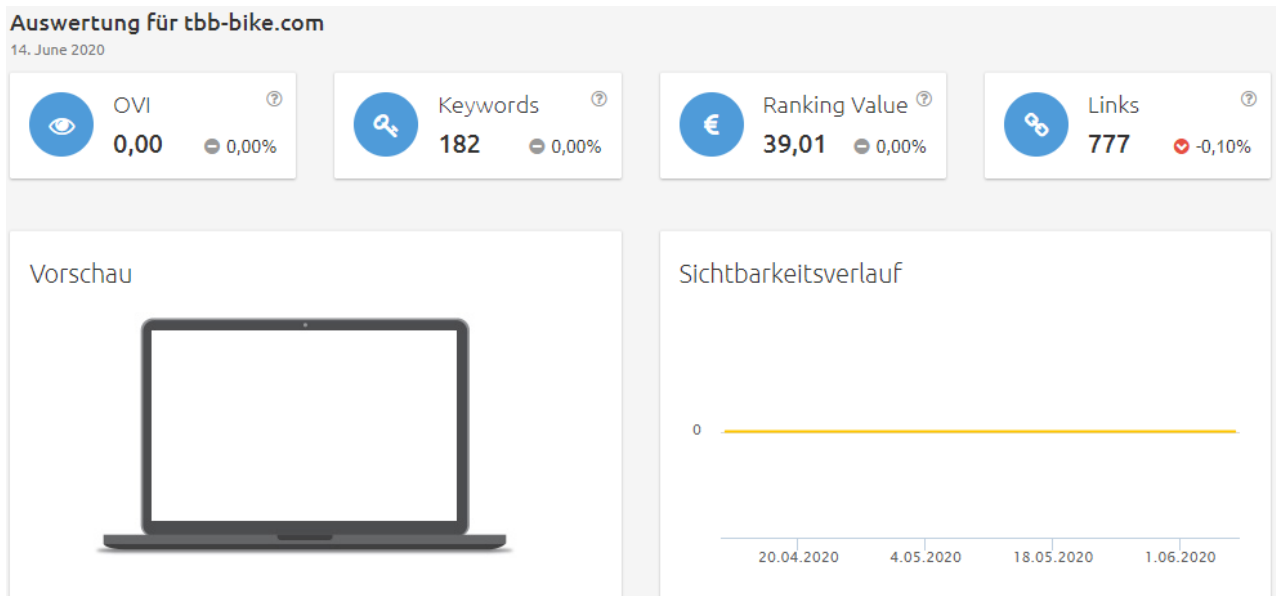 Auswertung für tbb-bike.com
14. June 2020
OVI
0,00
0,00%
Keywords
182
0,00%
Ranking Value
€
39,01
0,00%
Links
777
-0,10%
Vorschau
Sichtbarkeitsverlauf
0
20.04.2020 4.05.2020 18.05.2020 1.06.2020